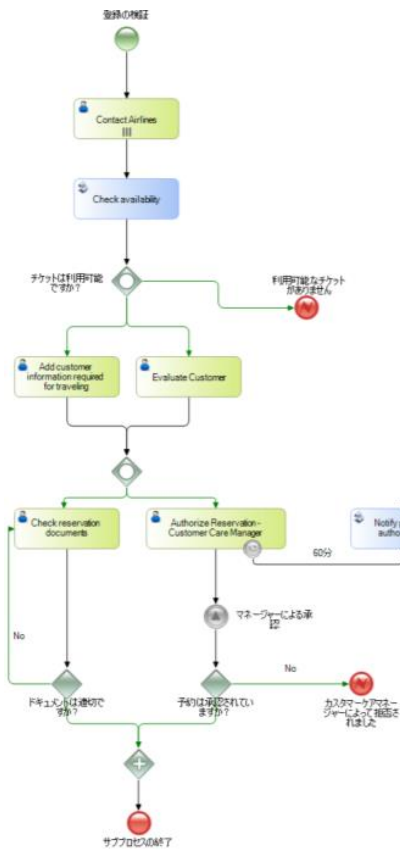 登録の検証
Contact Airlines
Check availability
チケットは利用可能
ですか？
利用可能なチケット
がありません
Add customer
information required
for traveling
Evaluate Customer
Check reservation
documents
Authorize Reservation -
Customer Care Manager
Notify
autho
60分
マネージャーによる承
認
No
No
ドキュメントは適切で
すか？
予約は承認されてい
ますか？
カスタマーケアマネー
ジャーによって拒否さ
れました
サブプロセスの終了